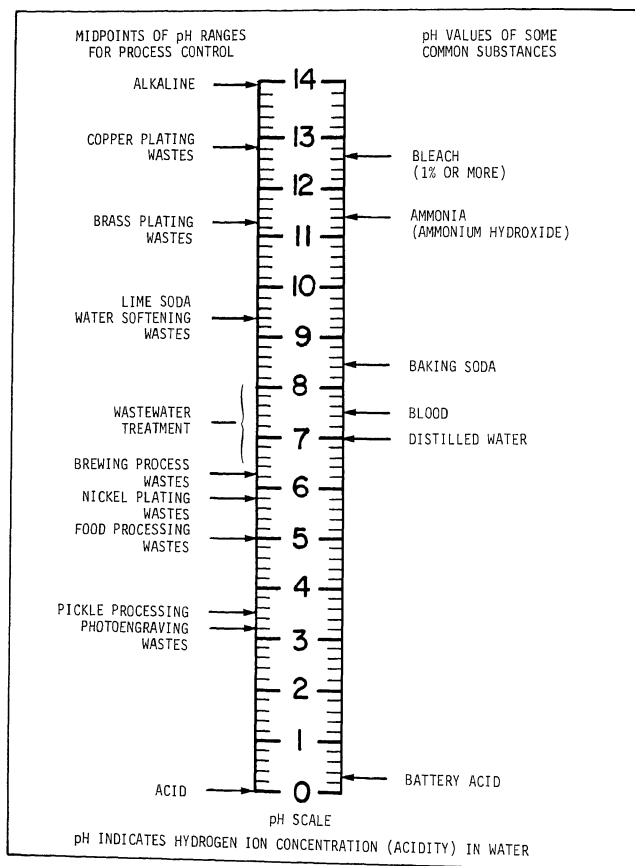 MIDPOINTS OF pH RANGES
FOR PROCESS CONTROL
pH VALUES OF SOME
COMMON SUBSTANCES
ALKALINE
14
COPPER PLATING
WASTES
13
BLEACH
(1% OR MORE)
12
BRASS PLATING
WASTES
AMMONIA
(AMMONIUM HYDROXIDE)
11
10
LIME SODA
WATER SOFTENING
WASTES
9
BAKING SODA
8
WASTEWATER
TREATMENT
BLOOD
7
DISTILLED WATER
BREWING PROCESS
WASTES
6
NICKEL PLATING
WASTES
FOOD PROCESSING
WASTES
5
4
PICKLE PROCESSING
PHOTOENGRAVING
WASTES
3
2
1
BATTERY ACID
ACID
0
pH SCALE
pH INDICATES HYDROGEN ION CONCENTRATION (ACIDITY) IN WATER